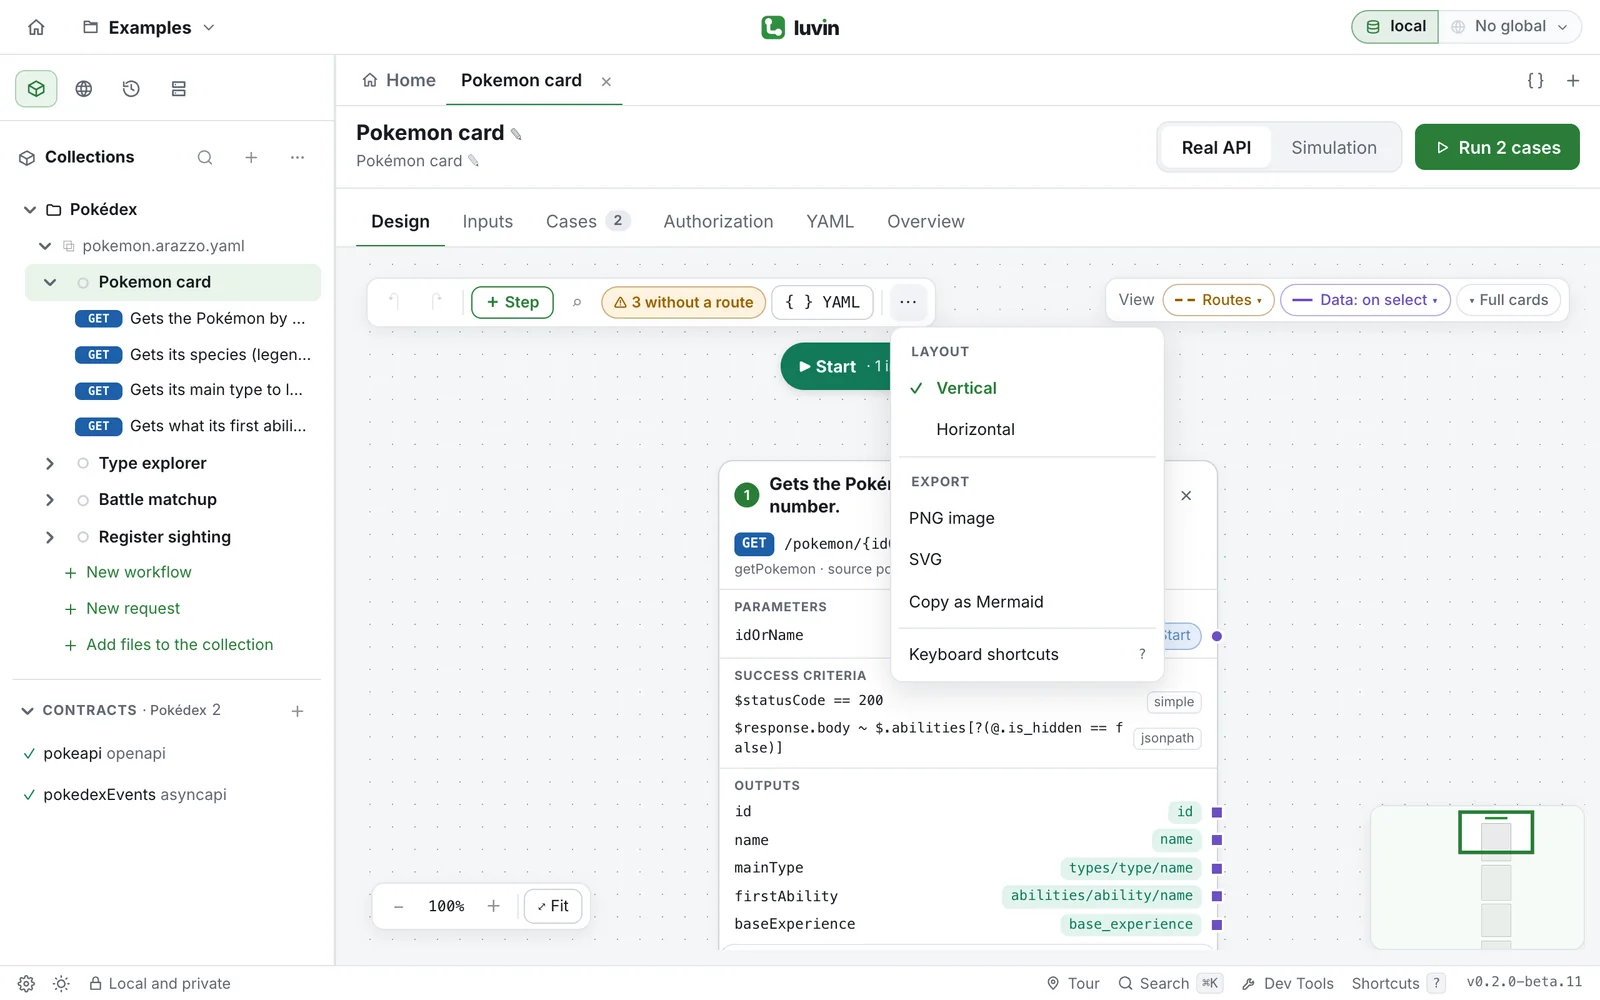 Examples
luvin
local
No global
Home
Pokemon card
{ }
Collections
Pokemon card
Pokémon card
Real API
Simulation
Run 2 cases
Pokédex
pokemon.arazzo.yaml
Pokemon card
GET Gets the Pokémon by ...
GET Gets its species (legen...
GET Gets its main type to l...
GET Gets what its first abili...
Type explorer
Battle matchup
Register sighting
+ New workflow
+ New request
+ Add files to the collection
CONTRACTS · Pokédex 2
pokeapi openapi
pokedexEvents asyncapi
Design
Inputs
Cases 2
Authorization
YAML
Overview
+ Step
3 without a route
{ } YAML
...
View
Routes
Data: on select
Full cards
Start · 1
LAYOUT
Vertical
Horizontal
EXPORT
PNG image
SVG
Copy as Mermaid
Keyboard shortcuts ?
1
Gets the
number.
GET /pokemon/
getPokemon · source
PARAMETERS
idOrName
Start
SUCCESS CRITERIA
$statusCode == 200
simple
$response.body ~ $.abilities[?(@.is_hidden == f
alse)]
jsonpath
OUTPUTS
id id
name name
mainType types/type/name
firstAbility abilities/ability/name
baseExperience base_experience
− 100% +
Fit
Local and private
Tour
Search ⌘K
Dev Tools
Shortcuts ?
v0.2.0-beta.11